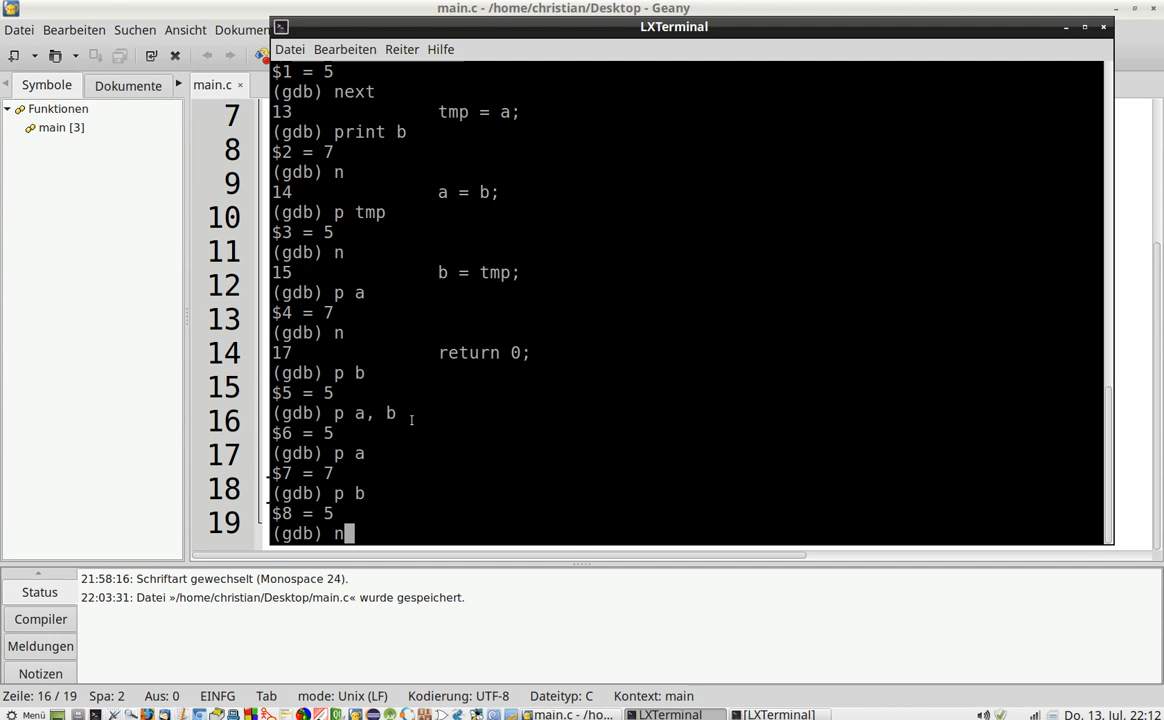 main.c - /home/christian/Desktop - Geany
Datei Bearbeiten Suchen Ansicht Dokumen
LXTerminal
Datei Bearbeiten Reiter Hilfe
Symbole Dokumente main.c ×
Funktionen
main [3]
7
8
9
10
11
12
13
14
15
16
17
18
19
$1 = 5
(gdb) next
13 tmp = a;
(gdb) print b
$2 = 7
(gdb) n
14 a = b;
(gdb) p tmp
$3 = 5
(gdb) n
15 b = tmp;
(gdb) p a
$4 = 7
(gdb) n
17 return 0;
(gdb) p b
$5 = 5
(gdb) p a, b
$6 = 5
(gdb) p a
$7 = 7
(gdb) p b
$8 = 5
(gdb) n
Status
Compiler
Meldungen
Notizen
21:58:16: Schriftart gewechselt (Monospace 24).
22:03:31: Datei »/home/christian/Desktop/main.c« wurde gespeichert.
Zeile: 16 / 19 Spa: 2 Aus: 0 EINFG Tab mode: Unix (LF) Kodierung: UTF-8 Dateityp: C Kontext: main
Menü main.c - /ho... LXTerminal [LXTerminal] Do. 13. Jul, 22:12